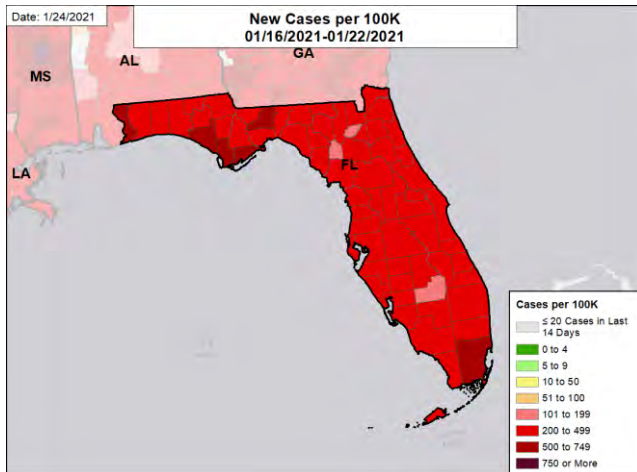 Date: 1/24/2021
New Cases per 100K
01/16/2021-01/22/2021
MS
AL
GA
LA
FL
Cases per 100K
≤ 20 Cases in Last
14 Days
0 to 4
5 to 9
10 to 50
51 to 100
101 to 199
200 to 499
500 to 749
750 or More